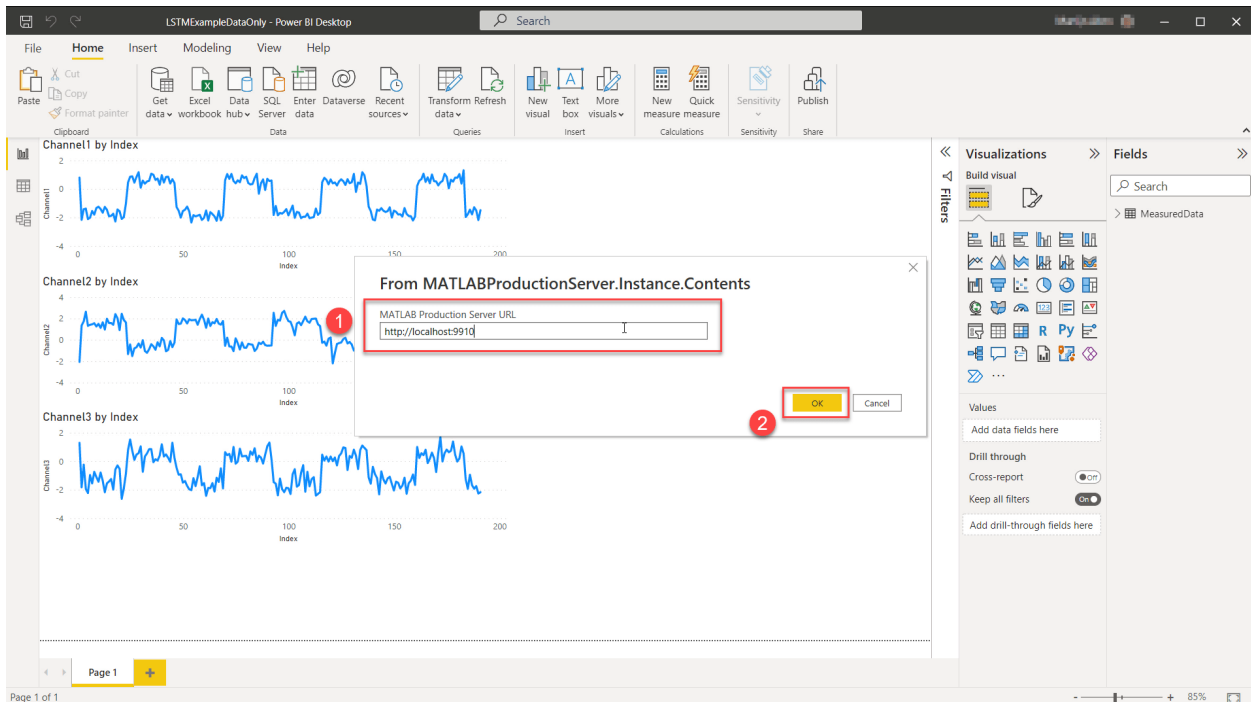 LSTMExampleDataOnly - Power BI Desktop
Search
File Home Insert Modeling View Help
Paste
Cut
Copy
Format painter
Get data
Excel workbook
Data hub
SQL Server
Enter data
Dataverse
Recent sources
Transform data
Refresh
New visual
Text box
More visuals
New measure
Quick measure
Sensitivity
Publish
Clipboard Data Queries Insert Calculations Sensitivity Share
Channel1 by Index
2
0
-2
-4
Channel1
0 50 100 150 200
Index
Channel2 by Index
4
2
0
-2
-4
Channel2
0 50 100
Index
Channel3 by Index
2
0
-2
-4
Channel3
0 50 100 150 200
Index
From MATLABProductionServer.Instance.Contents
1
MATLAB Production Server URL
http://localhost:9910
2
OK Cancel
Filters
Visualizations
Build visual
123
R Py
Values
Add data fields here
Drill through
Cross-report Off
Keep all filters On
Add drill-through fields here
Fields
Search
MeasuredData
Page 1
+
Page 1 of 1
- + 85%